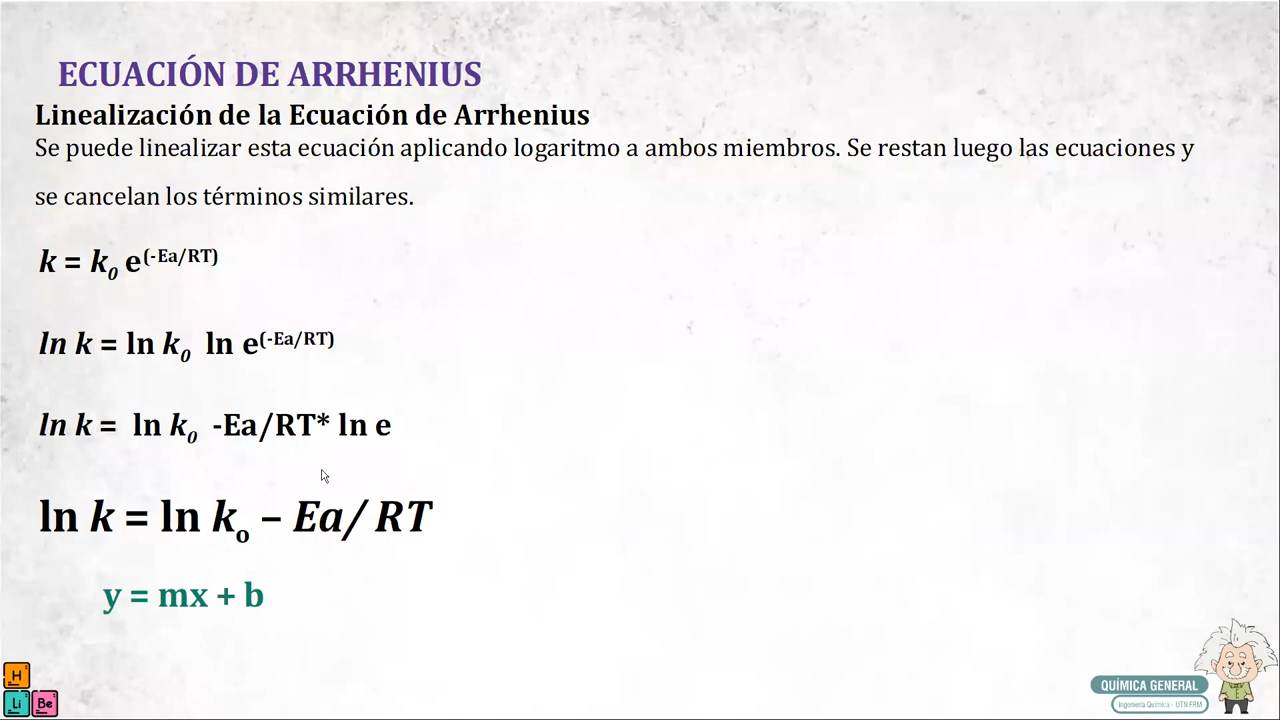 ECUACIÓN DE ARRHENIUS
Linealización de la Ecuación de Arrhenius
Se puede linealizar esta ecuación aplicando logaritmo a ambos miembros. Se restan luego las ecuaciones y
se cancelan los términos similares.
k = k₀ e^(-Ea/RT)
ln k = ln k₀ ln e^(-Ea/RT)
ln k = ln k₀ -Ea/RT* ln e
ln k = ln kₒ – Ea/ RT
y = mx + b
H
Li Be
QUÍMICA GENERAL
Ingeniería Química - UTN FRM